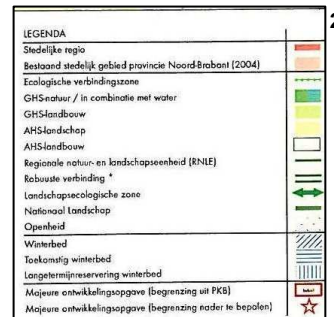 2
LEGENDA
Stedelijke regio
Bestaand stedelijk gebied provincie Noord-Brabant (2004)
Ecologische verbindingszone
GHS-natuur / in combinatie met water
GHS-landbouw
AHS-landschap
AHS-landbouw
Regionale natuur- en landschapseenheid (RNLE)
Robuuste verbinding *
Landschapsecologische zone
Nationaal Landschap
Openheid
Winterbed
Toekomstig winterbed
Langetermijnreservering winterbed
Majeure ontwikkelingsopgave (begrenzing uit PKB)
Majeure ontwikkelingsopgave (begrenzing nader te bepalen)